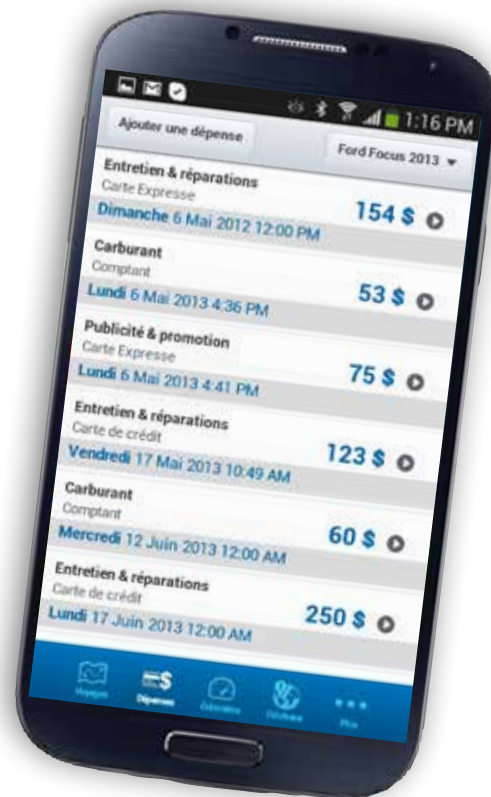 1:16 PM
Ajouter une dépense
Ford Focus 2013
Entretien & réparations
Carte Expresse
154 $
Dimanche 6 Mai 2012 12:00 PM
Carburant
Comptant
53 $
Lundi 6 Mai 2013 4:36 PM
Publicité & promotion
Carte Expresse
75 $
Lundi 6 Mai 2013 4:41 PM
Entretien & réparations
Carte de crédit
123 $
Vendredi 17 Mai 2013 10:49 AM
Carburant
Comptant
60 $
Mercredi 12 Juin 2013 12:00 AM
Entretien & réparations
Carte de crédit
250 $
Lundi 17 Juin 2013 12:00 AM
Voyages
Dépenses
Plus